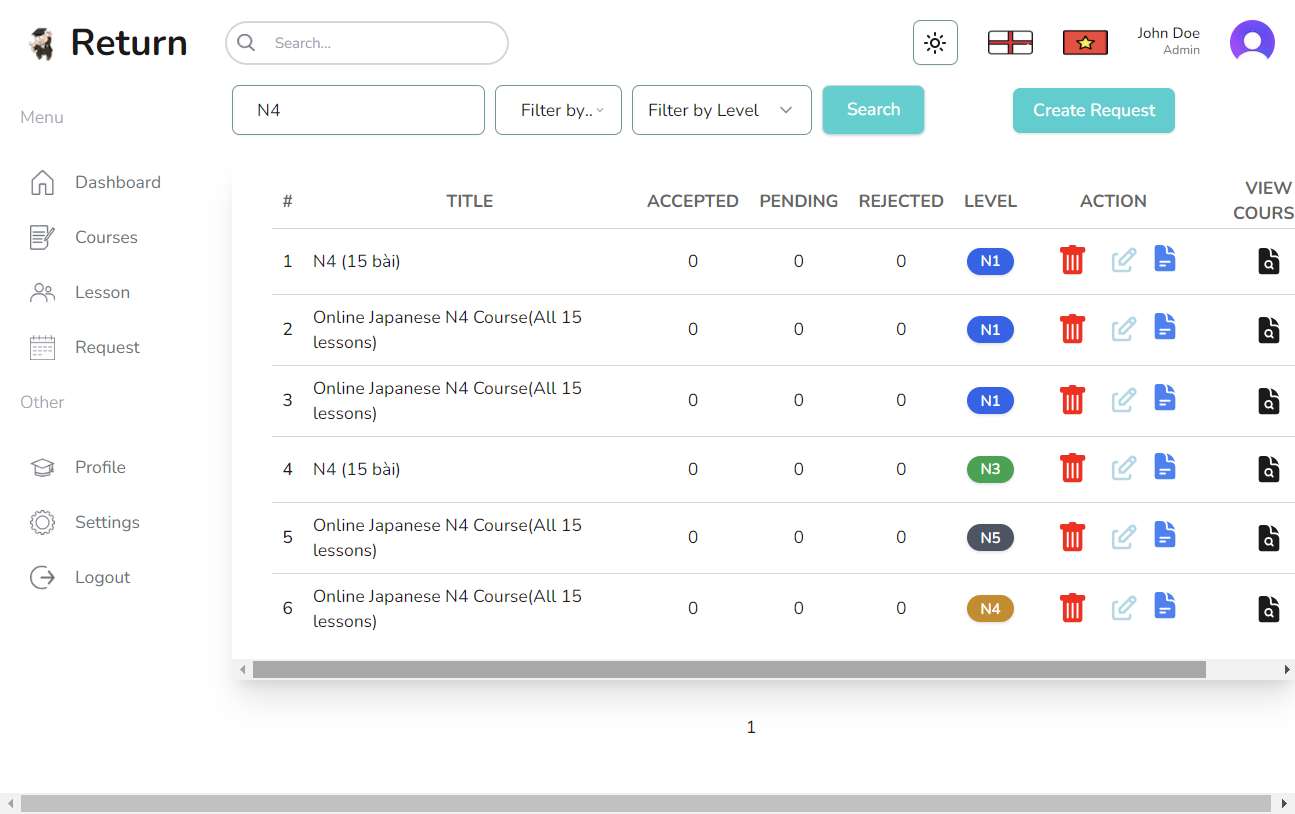 Return
Search...
John Doe
Admin
N4
Filter by..
Filter by Level
Search
Create Request
Menu
Dashboard
Courses
Lesson
Request
Other
Profile
Settings
Logout
# TITLE ACCEPTED PENDING REJECTED LEVEL ACTION VIEW
COURS
1 N4 (15 bài) 0 0 0 N1
2 Online Japanese N4 Course(All 15
lessons) 0 0 0 N1
3 Online Japanese N4 Course(All 15
lessons) 0 0 0 N1
4 N4 (15 bài) 0 0 0 N3
5 Online Japanese N4 Course(All 15
lessons) 0 0 0 N5
6 Online Japanese N4 Course(All 15
lessons) 0 0 0 N4
1